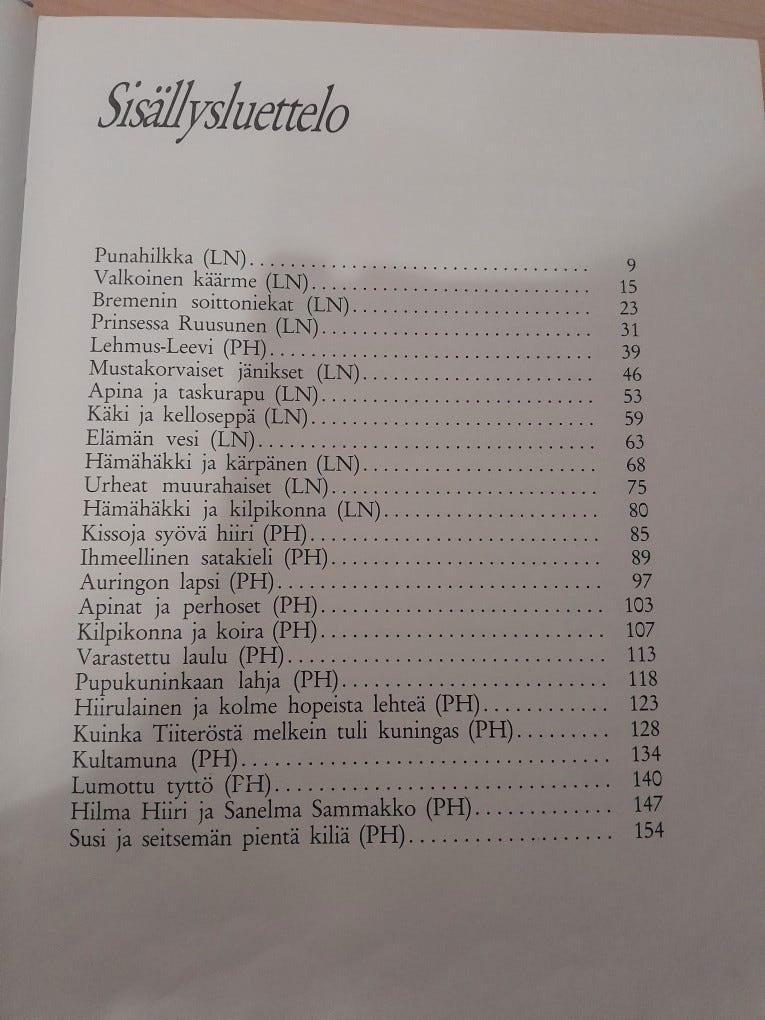 Sisällysluettelo
Punahilkka (LN)........................................ 9
Valkoinen käärme (LN)................................. 15
Bremenin soittoniekat (LN)............................ 23
Prinsessa Ruusunen (LN)............................... 31
Lehmus-Leevi (PH)..................................... 39
Mustakorvaiset jänikset (LN).......................... 46
Apina ja taskurapu (LN)............................... 53
Käki ja kelloseppä (LN)............................... 59
Elämän vesi (LN)...................................... 63
Hämähäkki ja kärpänen (LN)............................ 68
Urheat muurahaiset (LN)............................... 75
Hämähäkki ja kilpikonna (LN).......................... 80
Kissoja syövä hiiri (PH).............................. 85
Ihmeellinen satakieli (PH)............................ 89
Auringon lapsi (PH)................................... 97
Apinat ja perhoset (PH)............................... 103
Kilpikonna ja koira (PH).............................. 107
Varastettu laulu (PH)................................. 113
Pupukuninkaan lahja (PH).............................. 118
Hiirulainen ja kolme hopeista lehteä (PH)............. 123
Kuinka Tiiteröstä melkein tuli kuningas (PH).......... 128
Kultamuna (PH)........................................ 134
Lumottu tyttö (PH).................................... 140
Hilma Hiiri ja Sanelma Sammakko (PH)............. 147
Susi ja seitsemän pientä kiliä (PH)................... 154